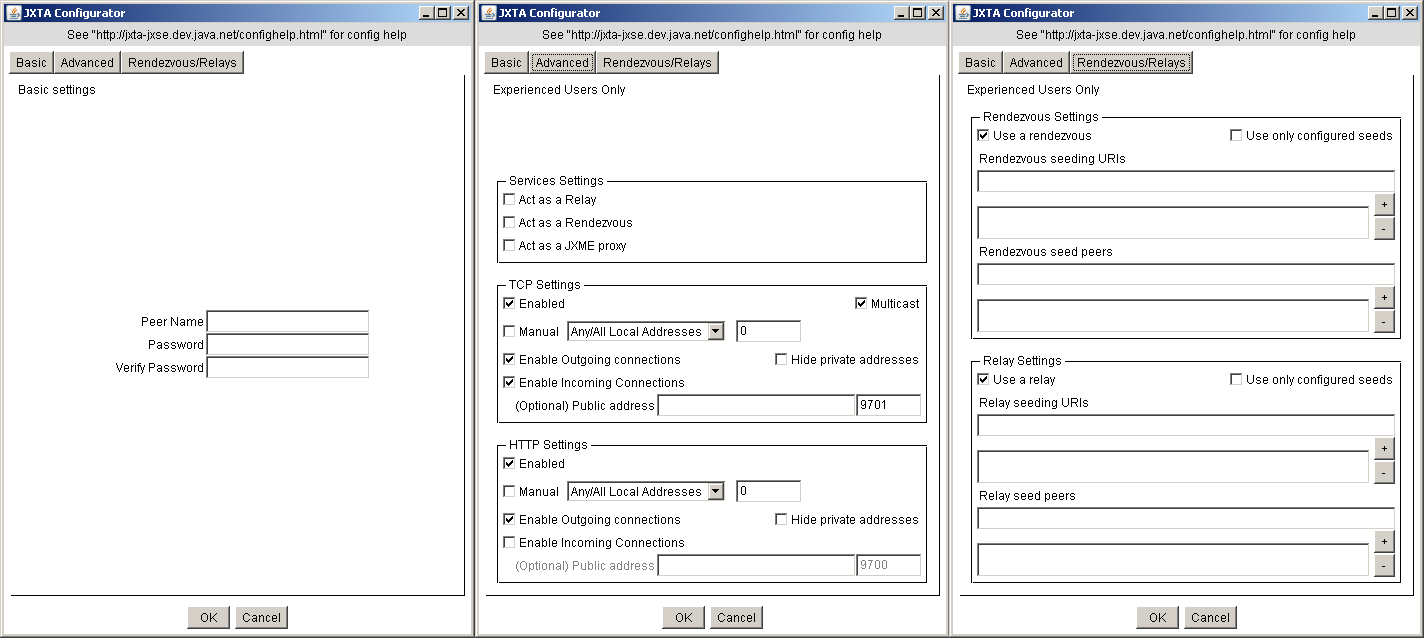 JXTA Configurator
See "http://jxta-jxse.dev.java.net/confighelp.html" for config help
Basic Advanced Rendezvous/Relays
Basic settings
Peer Name
Password
Verify Password
OK Cancel
JXTA Configurator
See "http://jxta-jxse.dev.java.net/confighelp.html" for config help
Basic Advanced Rendezvous/Relays
Experienced Users Only
Services Settings
Act as a Relay
Act as a Rendezvous
Act as a JXME proxy
TCP Settings
Enabled Multicast
Manual Any/All Local Addresses 0
Enable Outgoing connections Hide private addresses
Enable Incoming Connections
(Optional) Public address 9701
HTTP Settings
Enabled
Manual Any/All Local Addresses 0
Enable Outgoing connections Hide private addresses
Enable Incoming Connections
(Optional) Public address 9700
OK Cancel
JXTA Configurator
See "http://jxta-jxse.dev.java.net/confighelp.html" for config help
Basic Advanced Rendezvous/Relays
Experienced Users Only
Rendezvous Settings
Use a rendezvous Use only configured seeds
Rendezvous seeding URIs
+
-
Rendezvous seed peers
+
-
Relay Settings
Use a relay Use only configured seeds
Relay seeding URIs
+
-
Relay seed peers
+
-
OK Cancel